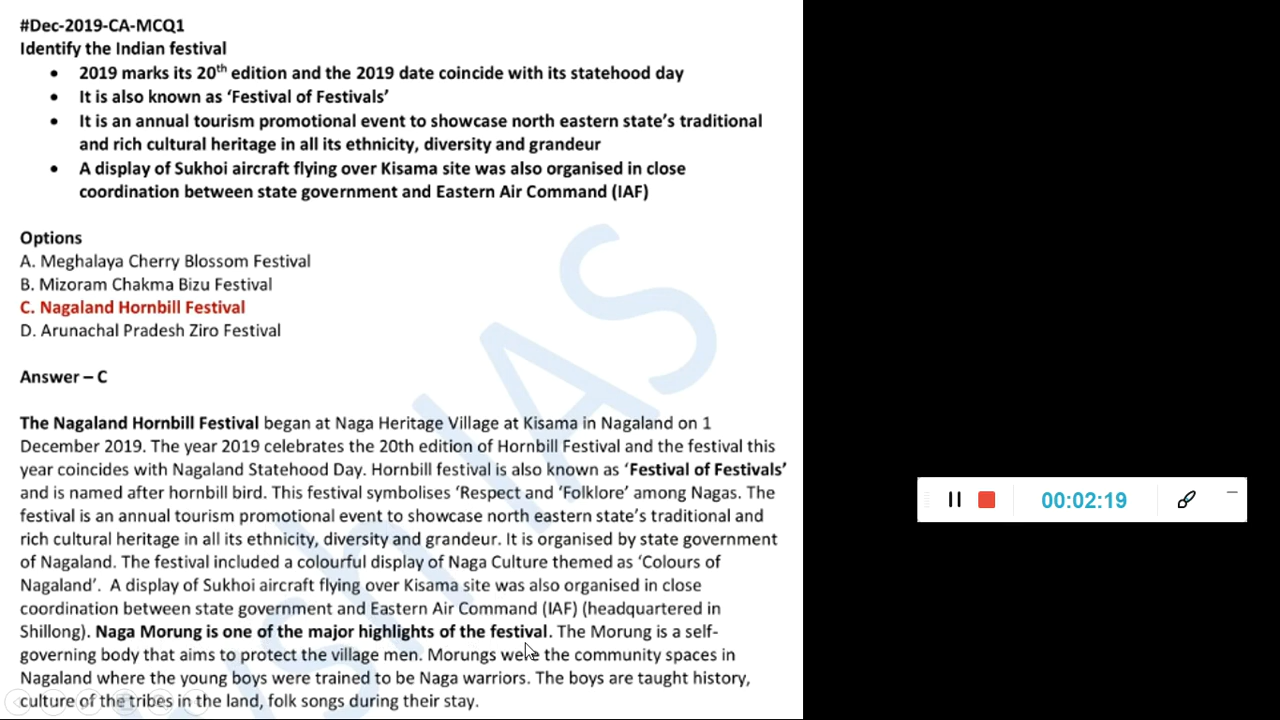 #Dec-2019-CA-MCQ1
Identify the Indian festival
• 2019 marks its 20th edition and the 2019 date coincide with its statehood day
• It is also known as ‘Festival of Festivals’
• It is an annual tourism promotional event to showcase north eastern state’s traditional
and rich cultural heritage in all its ethnicity, diversity and grandeur
• A display of Sukhoi aircraft flying over Kisama site was also organised in close
coordination between state government and Eastern Air Command (IAF)
Options
A. Meghalaya Cherry Blossom Festival
B. Mizoram Chakma Bizu Festival
C. Nagaland Hornbill Festival
D. Arunachal Pradesh Ziro Festival
Answer – C
The Nagaland Hornbill Festival began at Naga Heritage Village at Kisama in Nagaland on 1
December 2019. The year 2019 celebrates the 20th edition of Hornbill Festival and the festival this
year coincides with Nagaland Statehood Day. Hornbill festival is also known as ‘Festival of Festivals’
and is named after hornbill bird. This festival symbolises ‘Respect and ‘Folklore’ among Nagas. The
festival is an annual tourism promotional event to showcase north eastern state’s traditional and
rich cultural heritage in all its ethnicity, diversity and grandeur. It is organised by state government
of Nagaland. The festival included a colourful display of Naga Culture themed as ‘Colours of
Nagaland’. A display of Sukhoi aircraft flying over Kisama site was also organised in close
coordination between state government and Eastern Air Command (IAF) (headquartered in
Shillong). Naga Morung is one of the major highlights of the festival. The Morung is a self-
governing body that aims to protect the village men. Morungs were the community spaces in
Nagaland where the young boys were trained to be Naga warriors. The boys are taught history,
culture of the tribes in the land, folk songs during their stay.
IAS
00:02:19